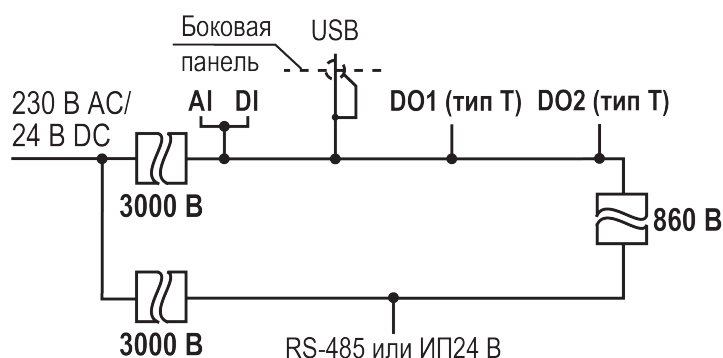 Боковая
панель
USB
230 В AC/
24 В DC
AI
DI
DO1 (тип Т)
DO2 (тип Т)
3000 В
860 В
3000 В
RS-485 или ИП24 В